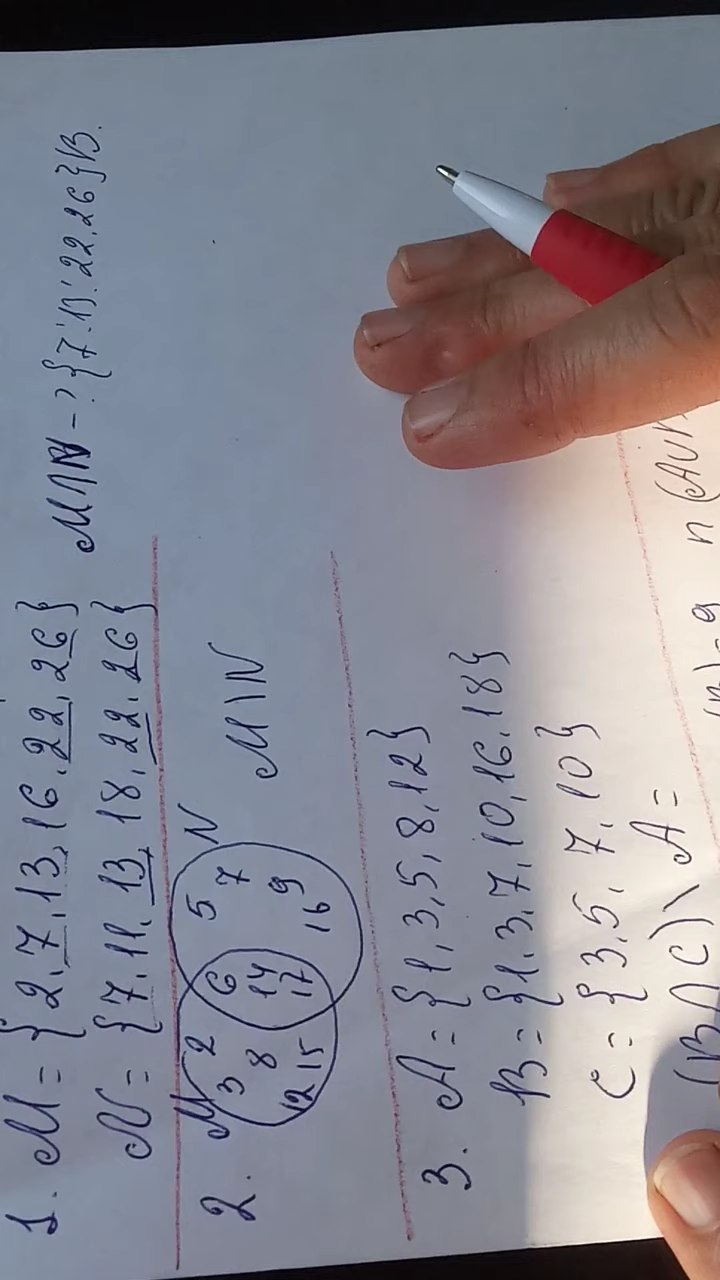 1. M = {2,7,13,16,22,26} M∩N-? {7.13.22.26}B.
N = {7.11.13,18,22.26}
2. M N M\N
2 5
3 6 7
8 14
12 15 17 16 9
3. A = {1,3,5,8,12}
B = {1.3,7,10,16.18}
C = {3,5,7,10}
(B∩C)\A =